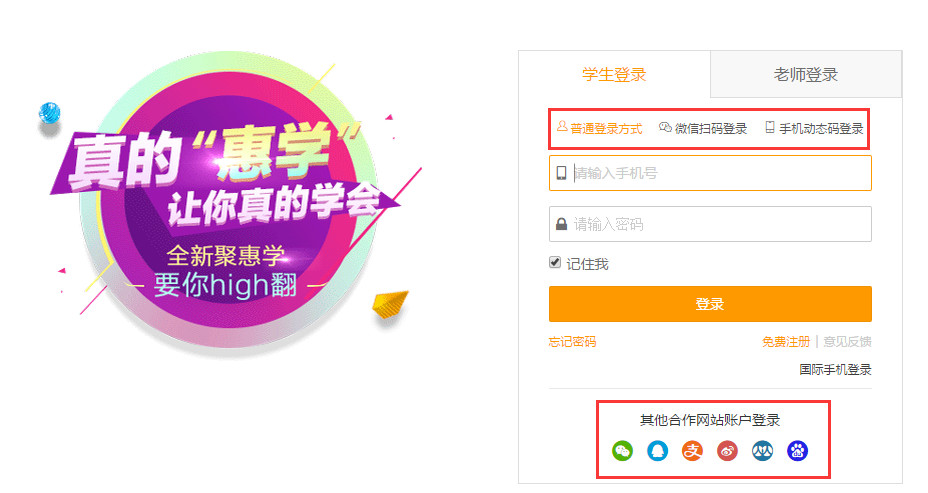 真的“惠学”
让你真的学会
全新聚惠学
要你high翻
学生登录
老师登录
普通登录方式 微信扫码登录 手机动态码登录
请输入手机号
请输入密码
记住我
登录
忘记密码
免费注册 | 意见反馈
国际手机登录
其他合作网站账户登录
支